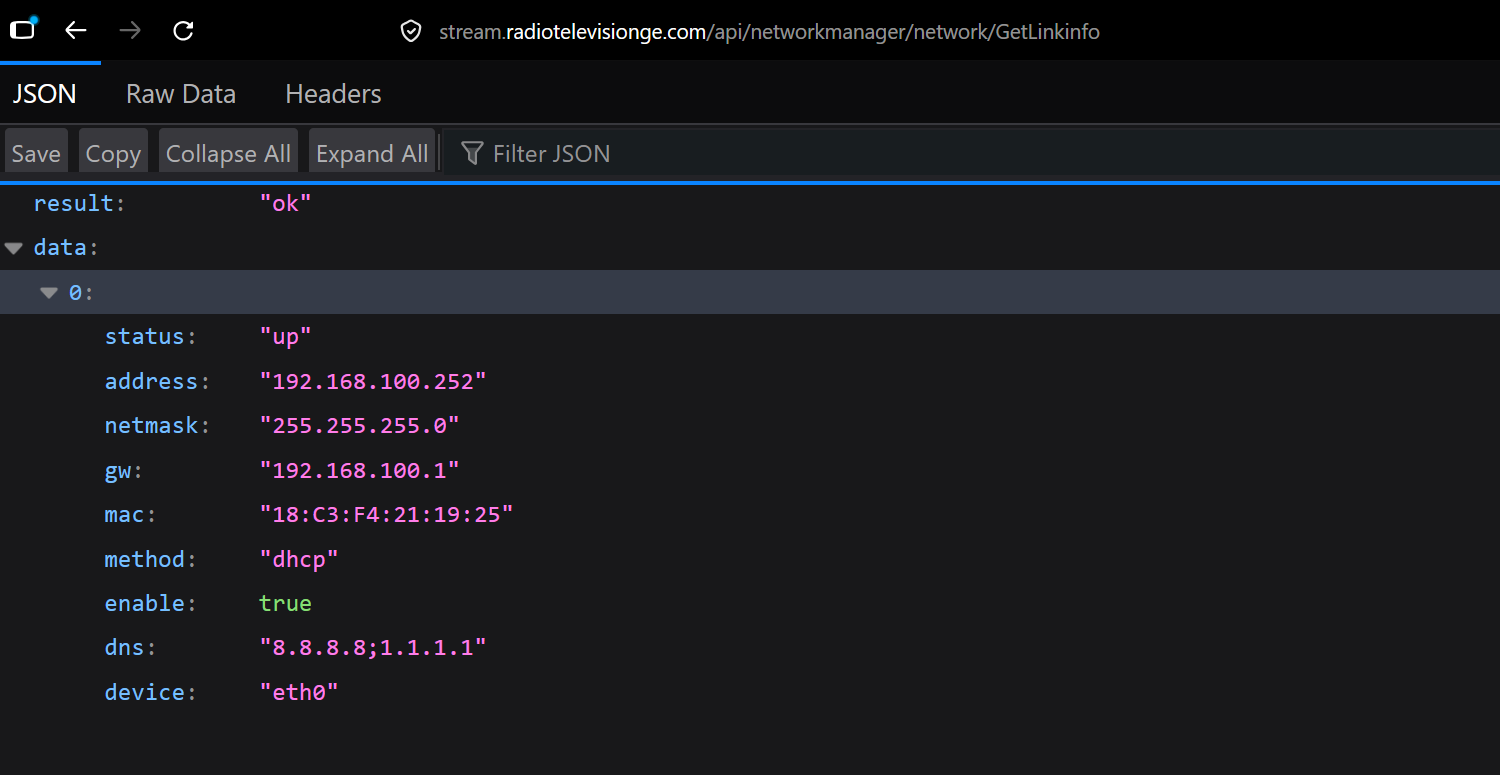 stream.radiotelevisionge.com/api/networkmanager/network/GetLinkinfo
JSON Raw Data Headers
Save Copy Collapse All Expand All Filter JSON
result: "ok"
data:
0:
status: "up"
address: "192.168.100.252"
netmask: "255.255.255.0"
gw: "192.168.100.1"
mac: "18:C3:F4:21:19:25"
method: "dhcp"
enable: true
dns: "8.8.8.8;1.1.1.1"
device: "eth0"